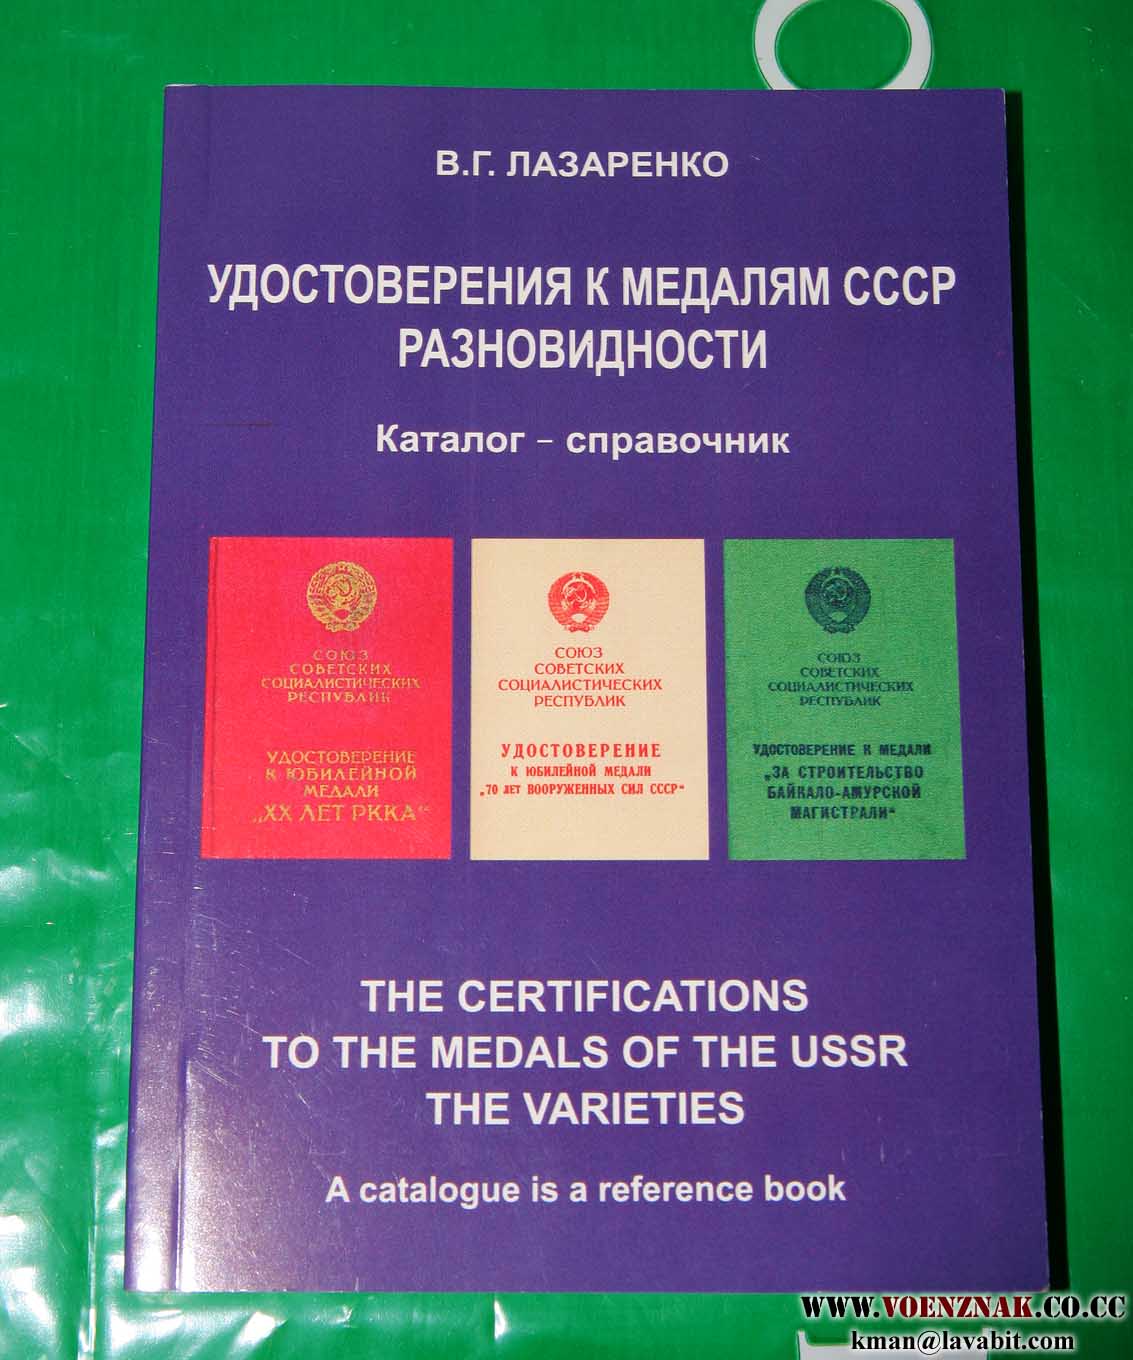 В.Г. ЛАЗАРЕНКО
УДОСТОВЕРЕНИЯ К МЕДАЛЯМ СССР
РАЗНОВИДНОСТИ
Каталог – справочник
СОЮЗ
СОВЕТСКИХ
СОЦИАЛИСТИЧЕСКИХ
РЕСПУБЛИК
УДОСТОВЕРЕНИЕ
К ЮБИЛЕЙНОЙ
МЕДАЛИ
„XX ЛЕТ РККА“
СОЮЗ
СОВЕТСКИХ
СОЦИАЛИСТИЧЕСКИХ
РЕСПУБЛИК
УДОСТОВЕРЕНИЕ
К ЮБИЛЕЙНОЙ МЕДАЛИ
„70 ЛЕТ ВООРУЖЕННЫХ СИЛ СССР“
СОЮЗ
СОВЕТСКИХ
СОЦИАЛИСТИЧЕСКИХ
РЕСПУБЛИК
УДОСТОВЕРЕНИЕ К МЕДАЛИ
„ЗА СТРОИТЕЛЬСТВО
БАЙКАЛО-АМУРСКОЙ
МАГИСТРАЛИ“
THE CERTIFICATIONS
TO THE MEDALS OF THE USSR
THE VARIETIES
A catalogue is a reference book
WWW.VOENZNAK.CO.CC
kman@lavabit.com